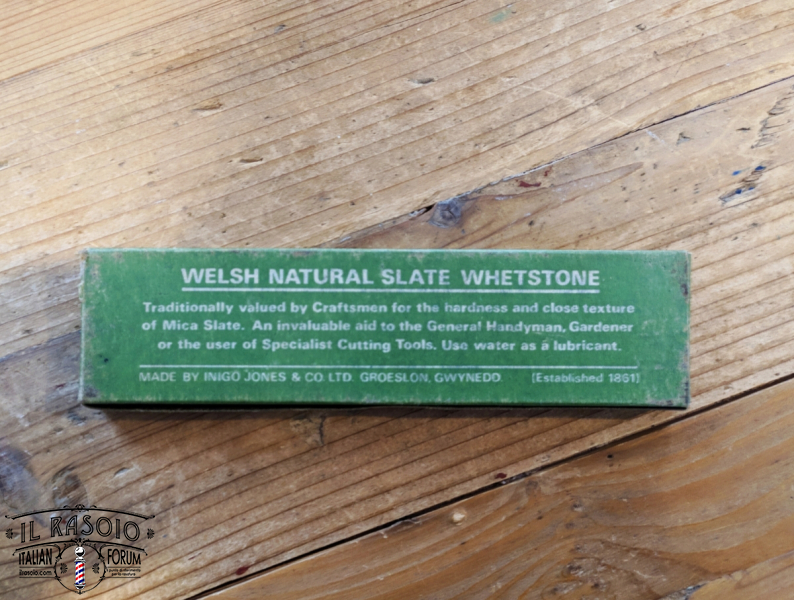 WELSH NATURAL SLATE WHETSTONE
Traditionally valued by Craftsmen for the hardness and close texture
of Mica Slate. An invaluable aid to the General Handyman, Gardener
or the user of Specialist Cutting Tools. Use water as a lubricant.
MADE BY INIGO JONES & CO. LTD. GROESLON, GWYNEDD [Established 1861]
IL RASOIO
ITALIAN FORUM
ilrasoio.com